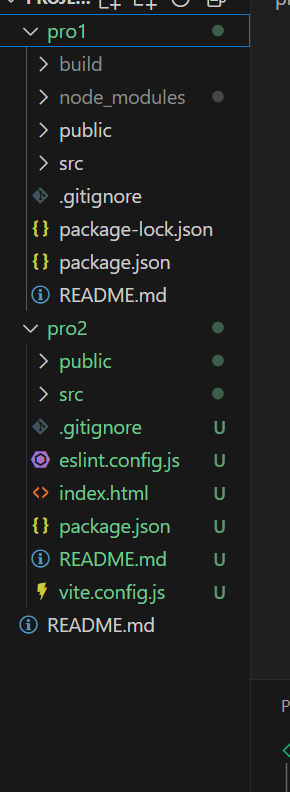 PROJE...
pro1
build
node_modules
public
src
.gitignore
package-lock.json
package.json
README.md
pro2
public
src
.gitignore U
eslint.config.js U
index.html U
package.json U
README.md U
vite.config.js U
README.md